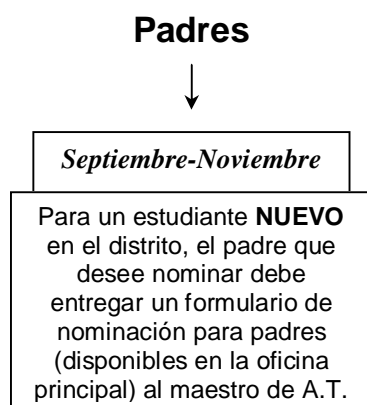 Padres
Septiembre-Noviembre
Para un estudiante NUEVO
en el distrito, el padre que
desee nominar debe
entregar un formulario de
nominación para padres
(disponibles en la oficina
principal) al maestro de A.T.